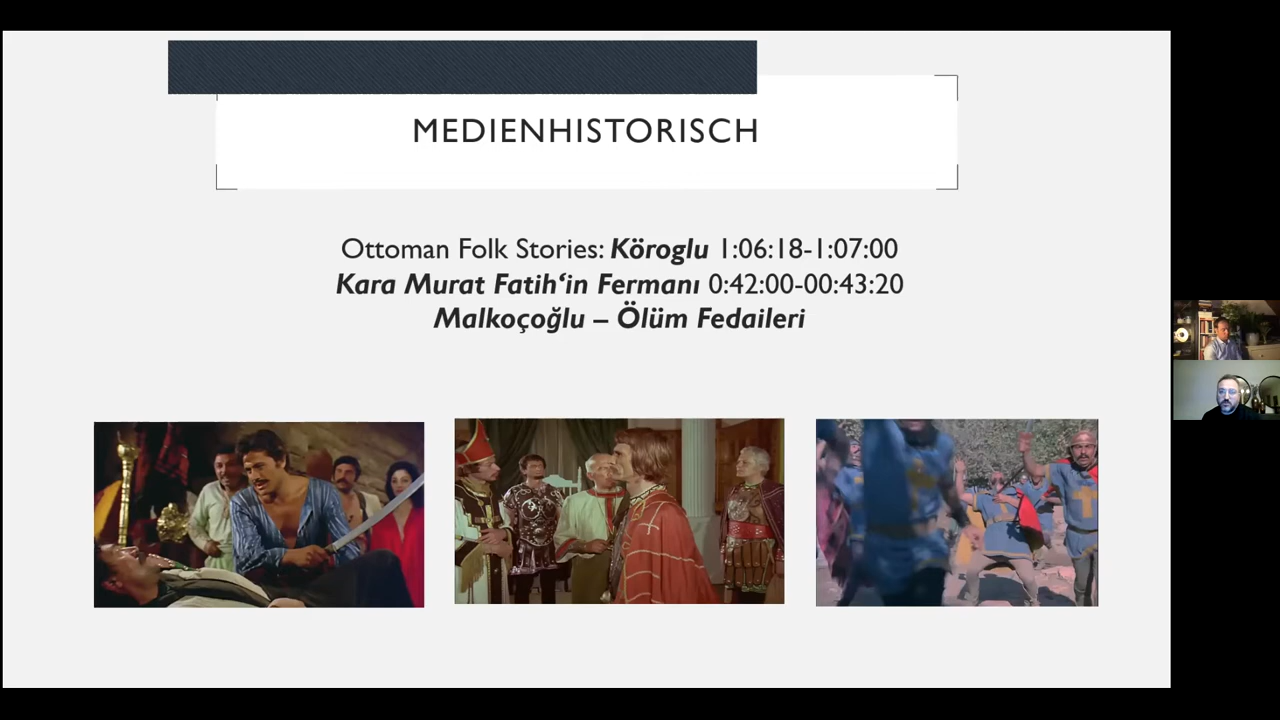 MEDIENHISTORISCH
Ottoman Folk Stories: Köroglu 1:06:18-1:07:00
Kara Murat Fatih‘in Fermanı 0:42:00-00:43:20
Malkoçoğlu – Ölüm Fedaileri